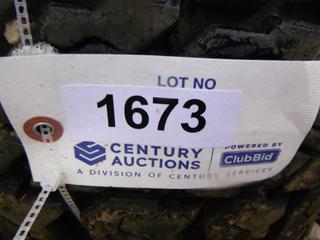 LOT NO
1673
CENTURY AUCTIONS
POWERED BY
ClubBid
A DIVISION OF CENTURY SERVICES